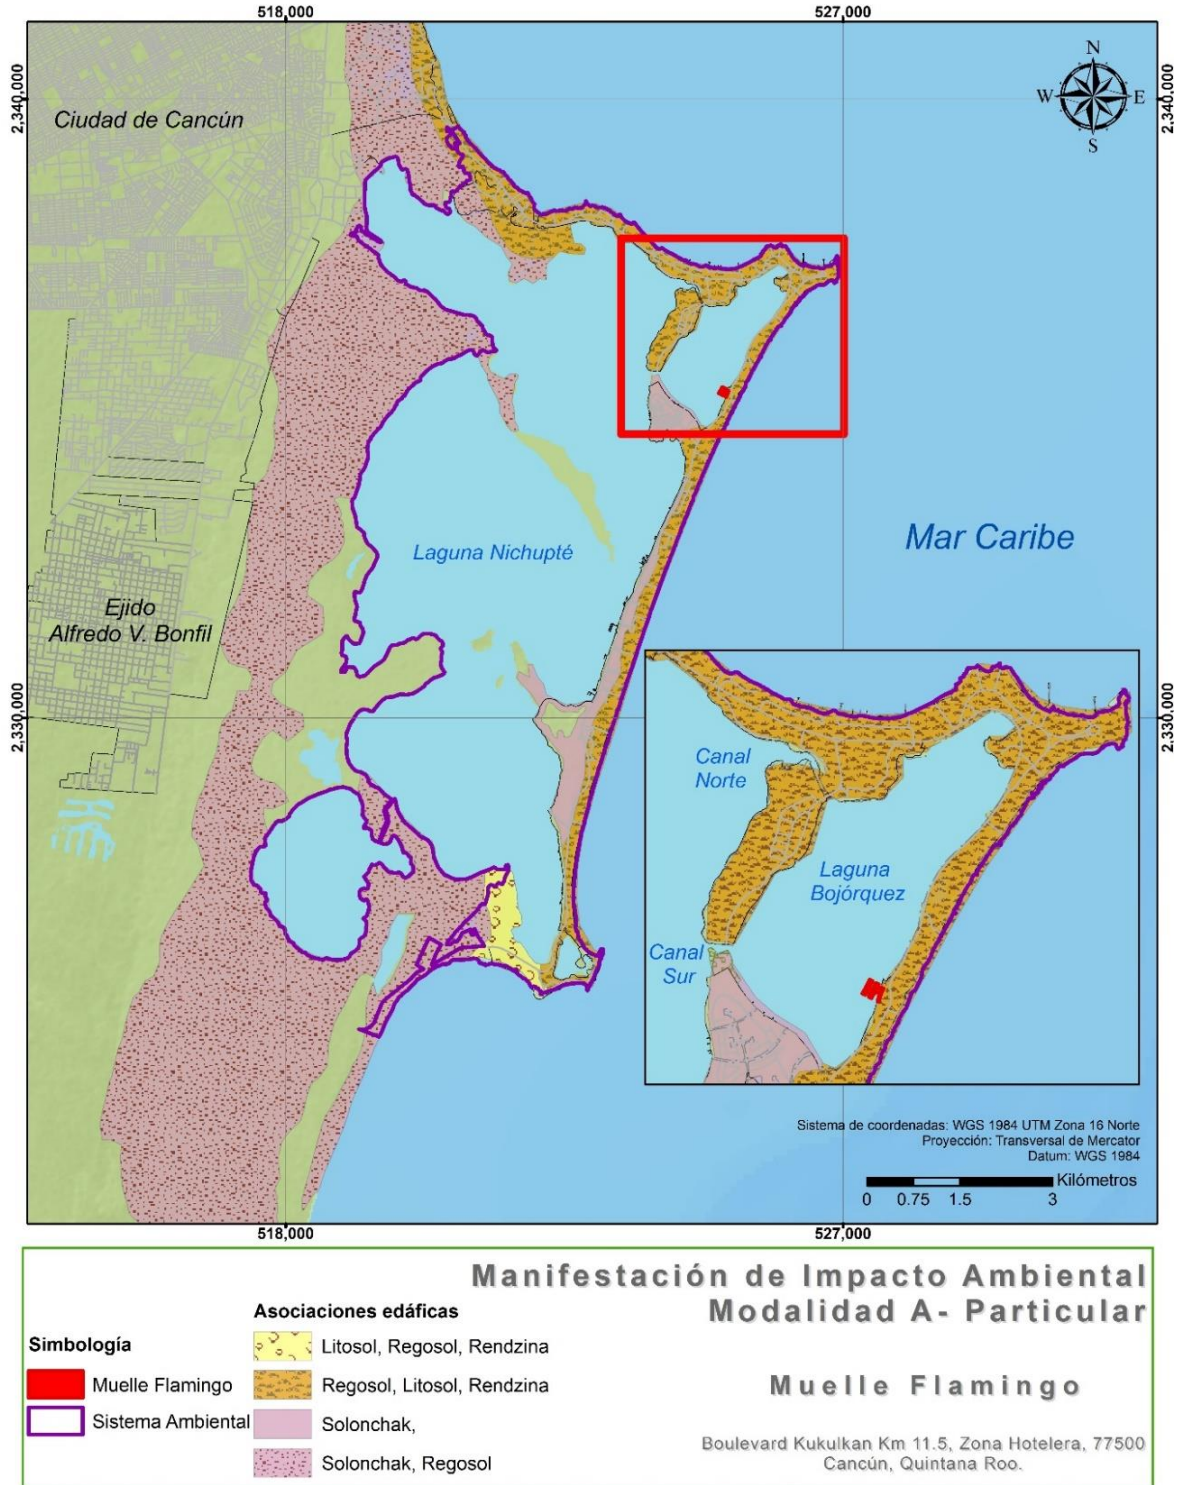 518,000
527,000
2,340,000
2,340,000
Ciudad de Cancún
N
W
E
S
Mar Caribe
Laguna Nichupté
Ejido
Alfredo V. Bonfil
2,330,000
2,330,000
Canal
Norte
Laguna
Bojórquez
Canal
Sur
Sistema de coordenadas: WGS 1984 UTM Zona 16 Norte
Proyección: Transversal de Mercator
Datum: WGS 1984
Kilómetros
0 0.75 1.5 3
518,000
527,000
Manifestación de Impacto Ambiental
Modalidad A- Particular
Asociaciones edáficas
Simbología
Litosol, Regosol, Rendzina
Muelle Flamingo
Regosol, Litosol, Rendzina
Muelle Flamingo
Sistema Ambiental
Solonchak,
Solonchak, Regosol
Boulevard Kukulkan Km 11.5, Zona Hotelera, 77500
Cancún, Quintana Roo.